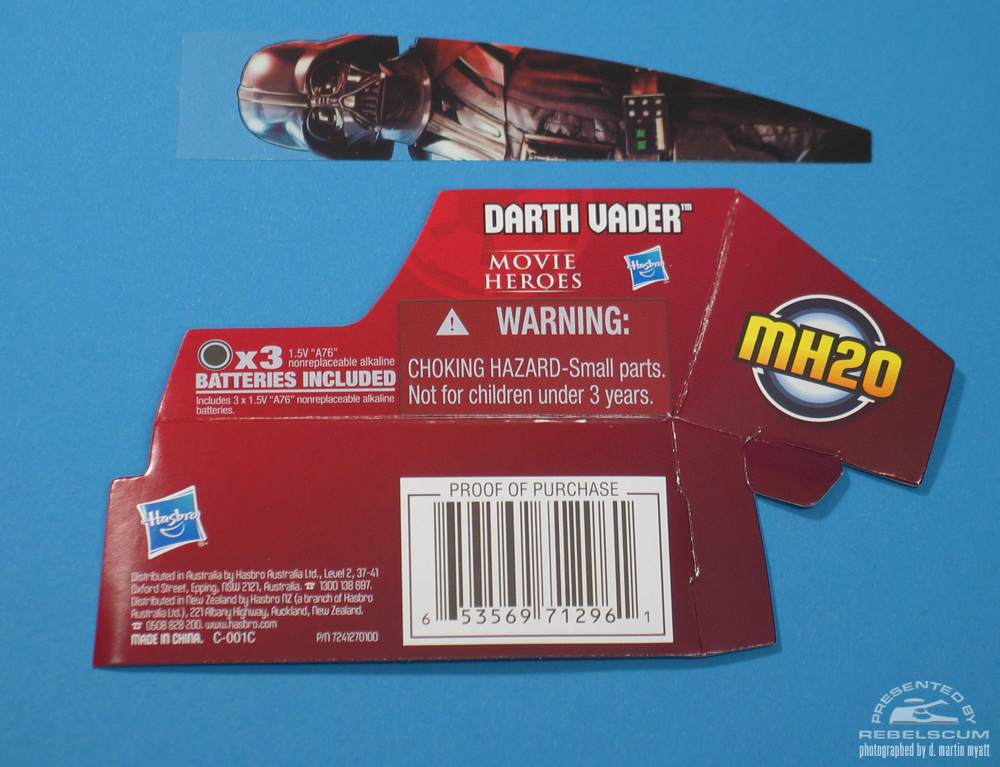 DARTH VADER™
MOVIE
HEROES
Hasbro
WARNING:
CHOKING HAZARD-Small parts.
Not for children under 3 years.
x3 1.5V "A76"
nonreplaceable alkaline
BATTERIES INCLUDED
Includes 3 x 1.5V "A76" nonreplaceable alkaline
batteries.
MH20
Hasbro®
Distributed in Australia by Hasbro Australia Ltd., Level 2, 37-41
Oxford Street, Epping, NSW 2121, Australia. ☎ 1300 138 697.
Distributed in New Zealand by Hasbro NZ (a branch of Hasbro
Australia Ltd.), 221 Albany Highway, Auckland, New Zealand.
☎ 0508 828 200. www.hasbro.com
MADE IN CHINA. C-001C P/N 7241270100
PROOF OF PURCHASE
6 53569 71296 1
PRESENTED BY
REBELSCUM
photographed by d. martin myatt